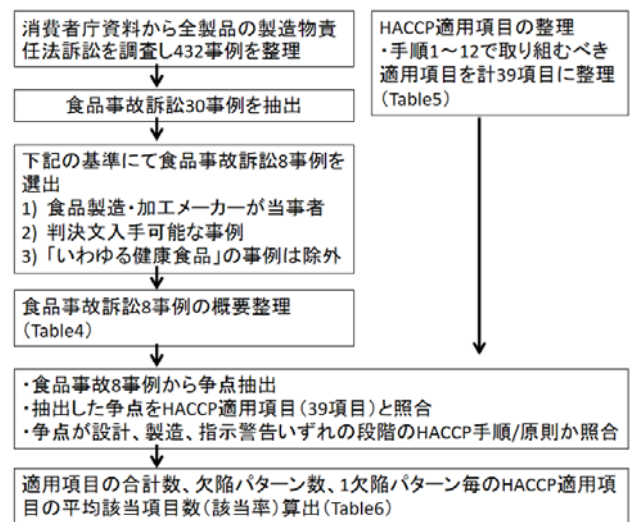 消費者庁資料から全製品の製造物責
任法訴訟を調査し432事例を整理
食品事故訴訟30事例を抽出
下記の基準にて食品事故訴訟8事例を
選出
1) 食品製造・加工メーカーが当事者
2) 判決文入手可能な事例
3) 「いわゆる健康食品」の事例は除外
食品事故訴訟8事例の概要整理
(Table4)
HACCP適用項目の整理
・手順1～12で取り組むべき
適用項目を計39項目に整理
(Table5)
・食品事故8事例から争点抽出
・抽出した争点をHACCP適用項目(39項目)と照合
・争点が設計、製造、指示警告いずれの段階のHACCP手順/原則か照合
適用項目の合計数、欠陥パターン数、1欠陥パターン毎のHACCP適用項
目の平均該当項目数(該当率)算出(Table6)